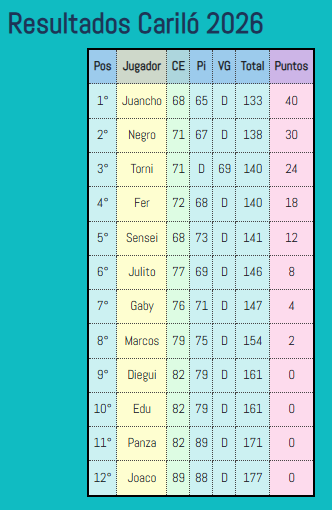 Resultados Cariló 2026
Pos Jugador CE Pi VG Total Puntos
1° Juancho 68 65 D 133 40
2° Negro 71 67 D 138 30
3° Torni 71 D 69 140 24
4° Fer 72 68 D 140 18
5° Sensei 68 73 D 141 12
6° Julito 77 69 D 146 8
7° Gaby 76 71 D 147 4
8° Marcos 79 75 D 154 2
9° Diegui 82 79 D 161 0
10° Edu 82 79 D 161 0
11° Panza 82 89 D 171 0
12° Joaco 89 88 D 177 0